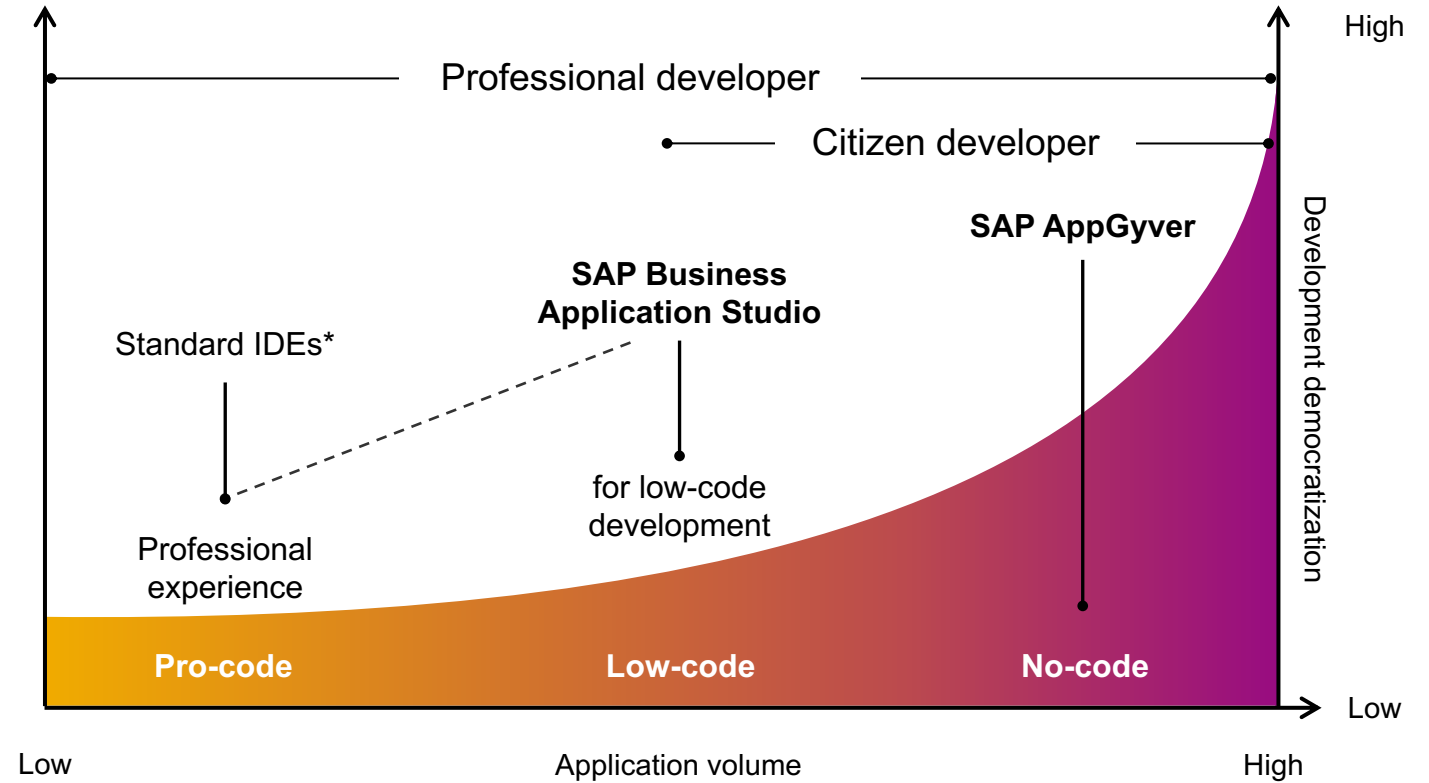 High
Professional developer
Citizen developer
SAP AppGyver
SAP Business
Application Studio
Standard IDEs*
for low-code
development
Professional
experience
Development democratization
Pro-code
Low-code
No-code
Low
Low
Application volume
High